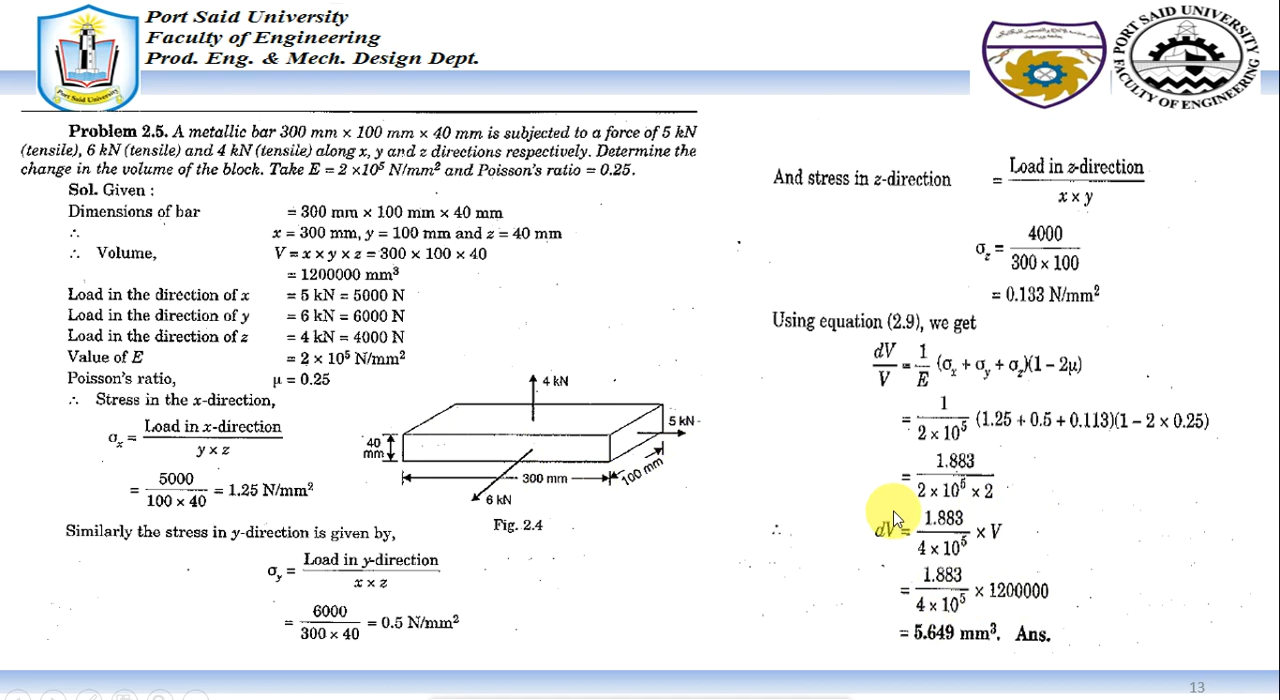 Port Said University
Faculty of Engineering
Prod. Eng. & Mech. Design Dept.
Port Said University
PORT SAID UNIVERSITY
FACULTY OF ENGINEERING
Problem 2.5. A metallic bar 300 mm × 100 mm × 40 mm is subjected to a force of 5 kN
(tensile), 6 kN (tensile) and 4 kN (tensile) along x, y and z directions respectively. Determine the
change in the volume of the block. Take E = 2 ×10⁵ N/mm² and Poisson's ratio = 0.25.
Sol. Given :
Dimensions of bar = 300 mm × 100 mm × 40 mm
∴ x = 300 mm, y = 100 mm and z = 40 mm
∴ Volume, V = x × y × z = 300 × 100 × 40
= 1200000 mm³
Load in the direction of x = 5 kN = 5000 N
Load in the direction of y = 6 kN = 6000 N
Load in the direction of z = 4 kN = 4000 N
Value of E = 2 × 10⁵ N/mm²
Poisson's ratio, μ = 0.25
∴ Stress in the x-direction,
σx = Load in x-direction / y × z
= 5000 / 100 × 40 = 1.25 N/mm²
4 kN
5 kN
40 mm
300 mm
100 mm
6 kN
Fig. 2.4
Similarly the stress in y-direction is given by,
σy = Load in y-direction / x × z
= 6000 / 300 × 40 = 0.5 N/mm²
And stress in z-direction = Load in z-direction / x × y
σz = 4000 / 300 × 100
= 0.133 N/mm²
Using equation (2.9), we get
dV / V = 1 / E (σx + σy + σz)(1 – 2μ)
= 1 / 2 × 10⁵ (1.25 + 0.5 + 0.113)(1 – 2 × 0.25)
= 1.883 / 2 × 10⁵ × 2
∴ dV = 1.883 / 4 × 10⁵ × V
= 1.883 / 4 × 10⁵ × 1200000
= 5.649 mm³. Ans.
13